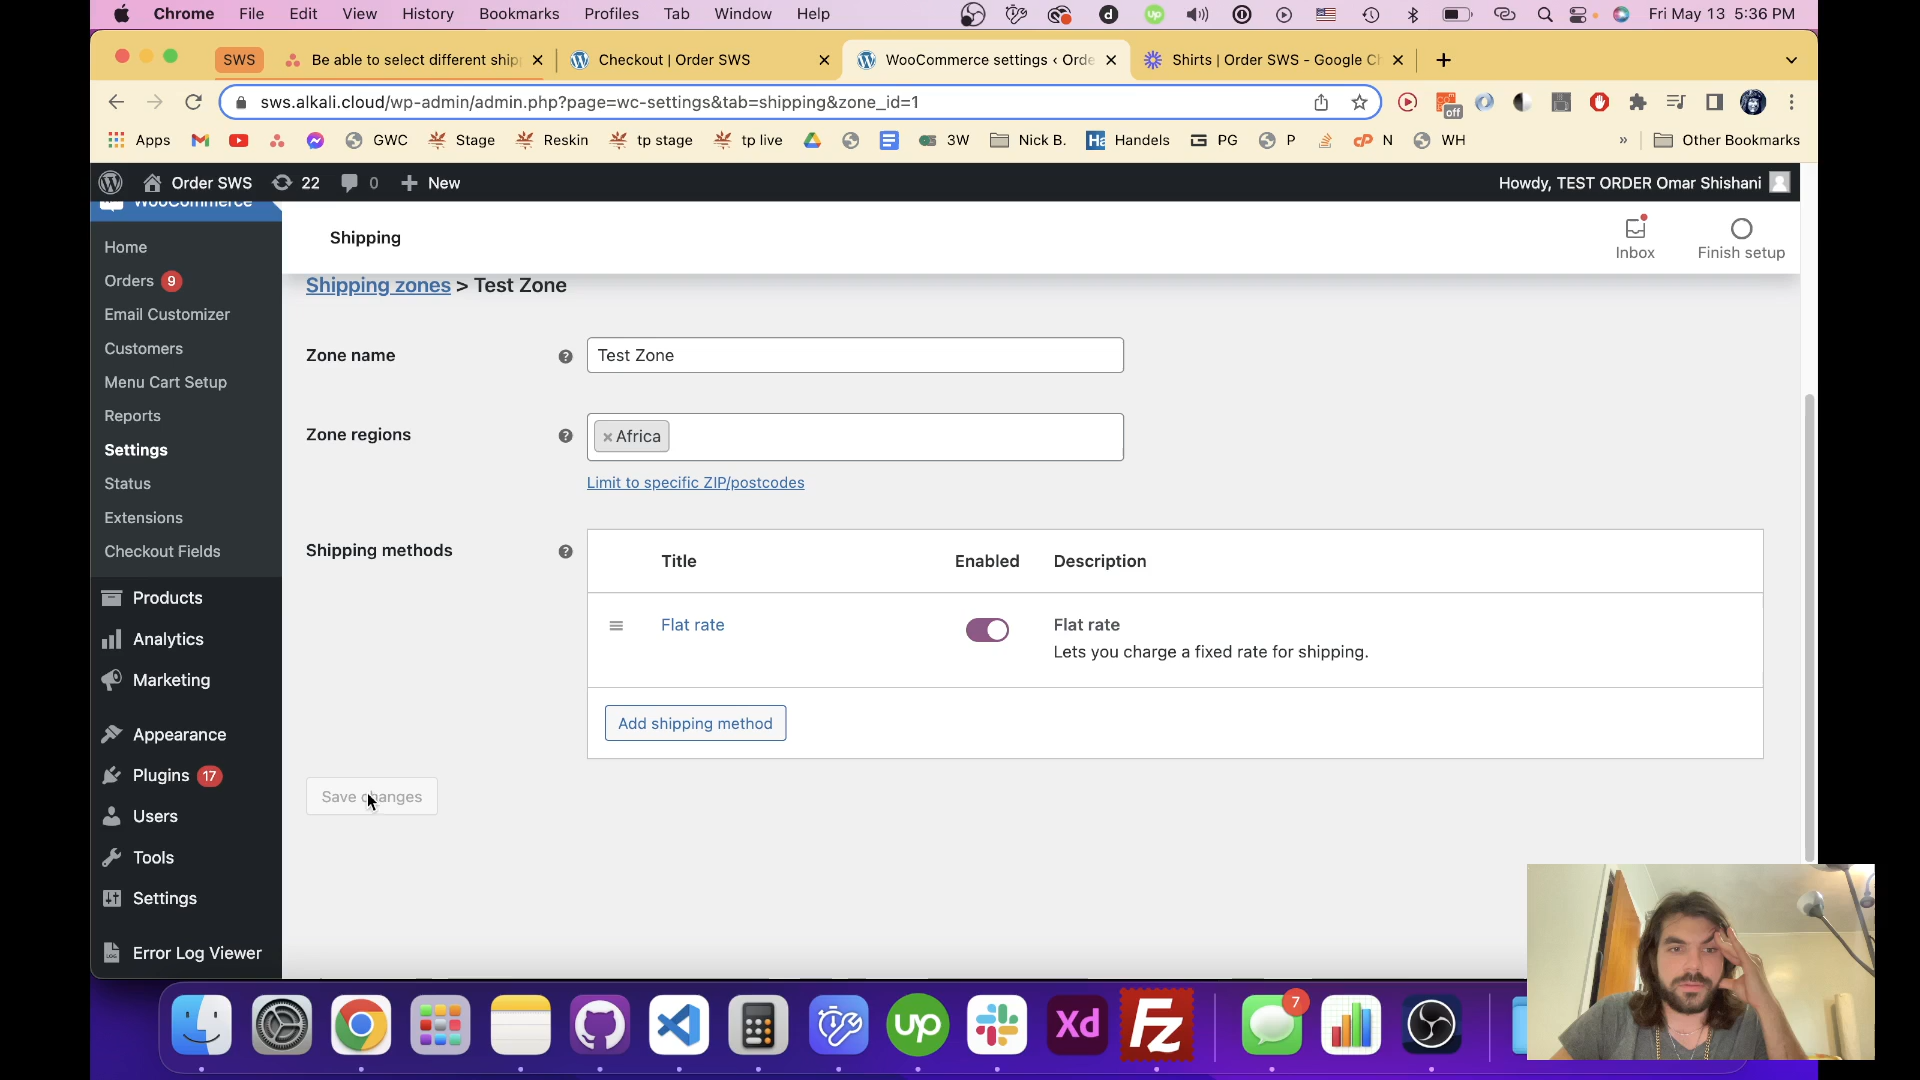 Chrome File Edit View History Bookmarks Profiles Tab Window Help Fri May 13 5:36 PM
SWS Be able to select different ship Checkout | Order SWS WooCommerce settings ‹ Orde Shirts | Order SWS - Google Cl
sws.alkali.cloud/wp-admin/admin.php?page=wc-settings&tab=shipping&zone_id=1 off
Apps GWC Stage Reskin tp stage tp live 3W Nick B. Ha Handels PG P N WH » Other Bookmarks
Order SWS 22 0 New Howdy, TEST ORDER Omar Shishani
WooCommerce
Home
Orders 9
Email Customizer
Customers
Menu Cart Setup
Reports
Settings
Status
Extensions
Checkout Fields
Products
Analytics
Marketing
Appearance
Plugins 17
Users
Tools
Settings
Error Log Viewer
Shipping
Inbox Finish setup
Shipping zones > Test Zone
Zone name Test Zone
Zone regions × Africa
Limit to specific ZIP/postcodes
Shipping methods
Title Enabled Description
Flat rate Flat rate
Lets you charge a fixed rate for shipping.
Add shipping method
Save changes
up Xd Fz 7